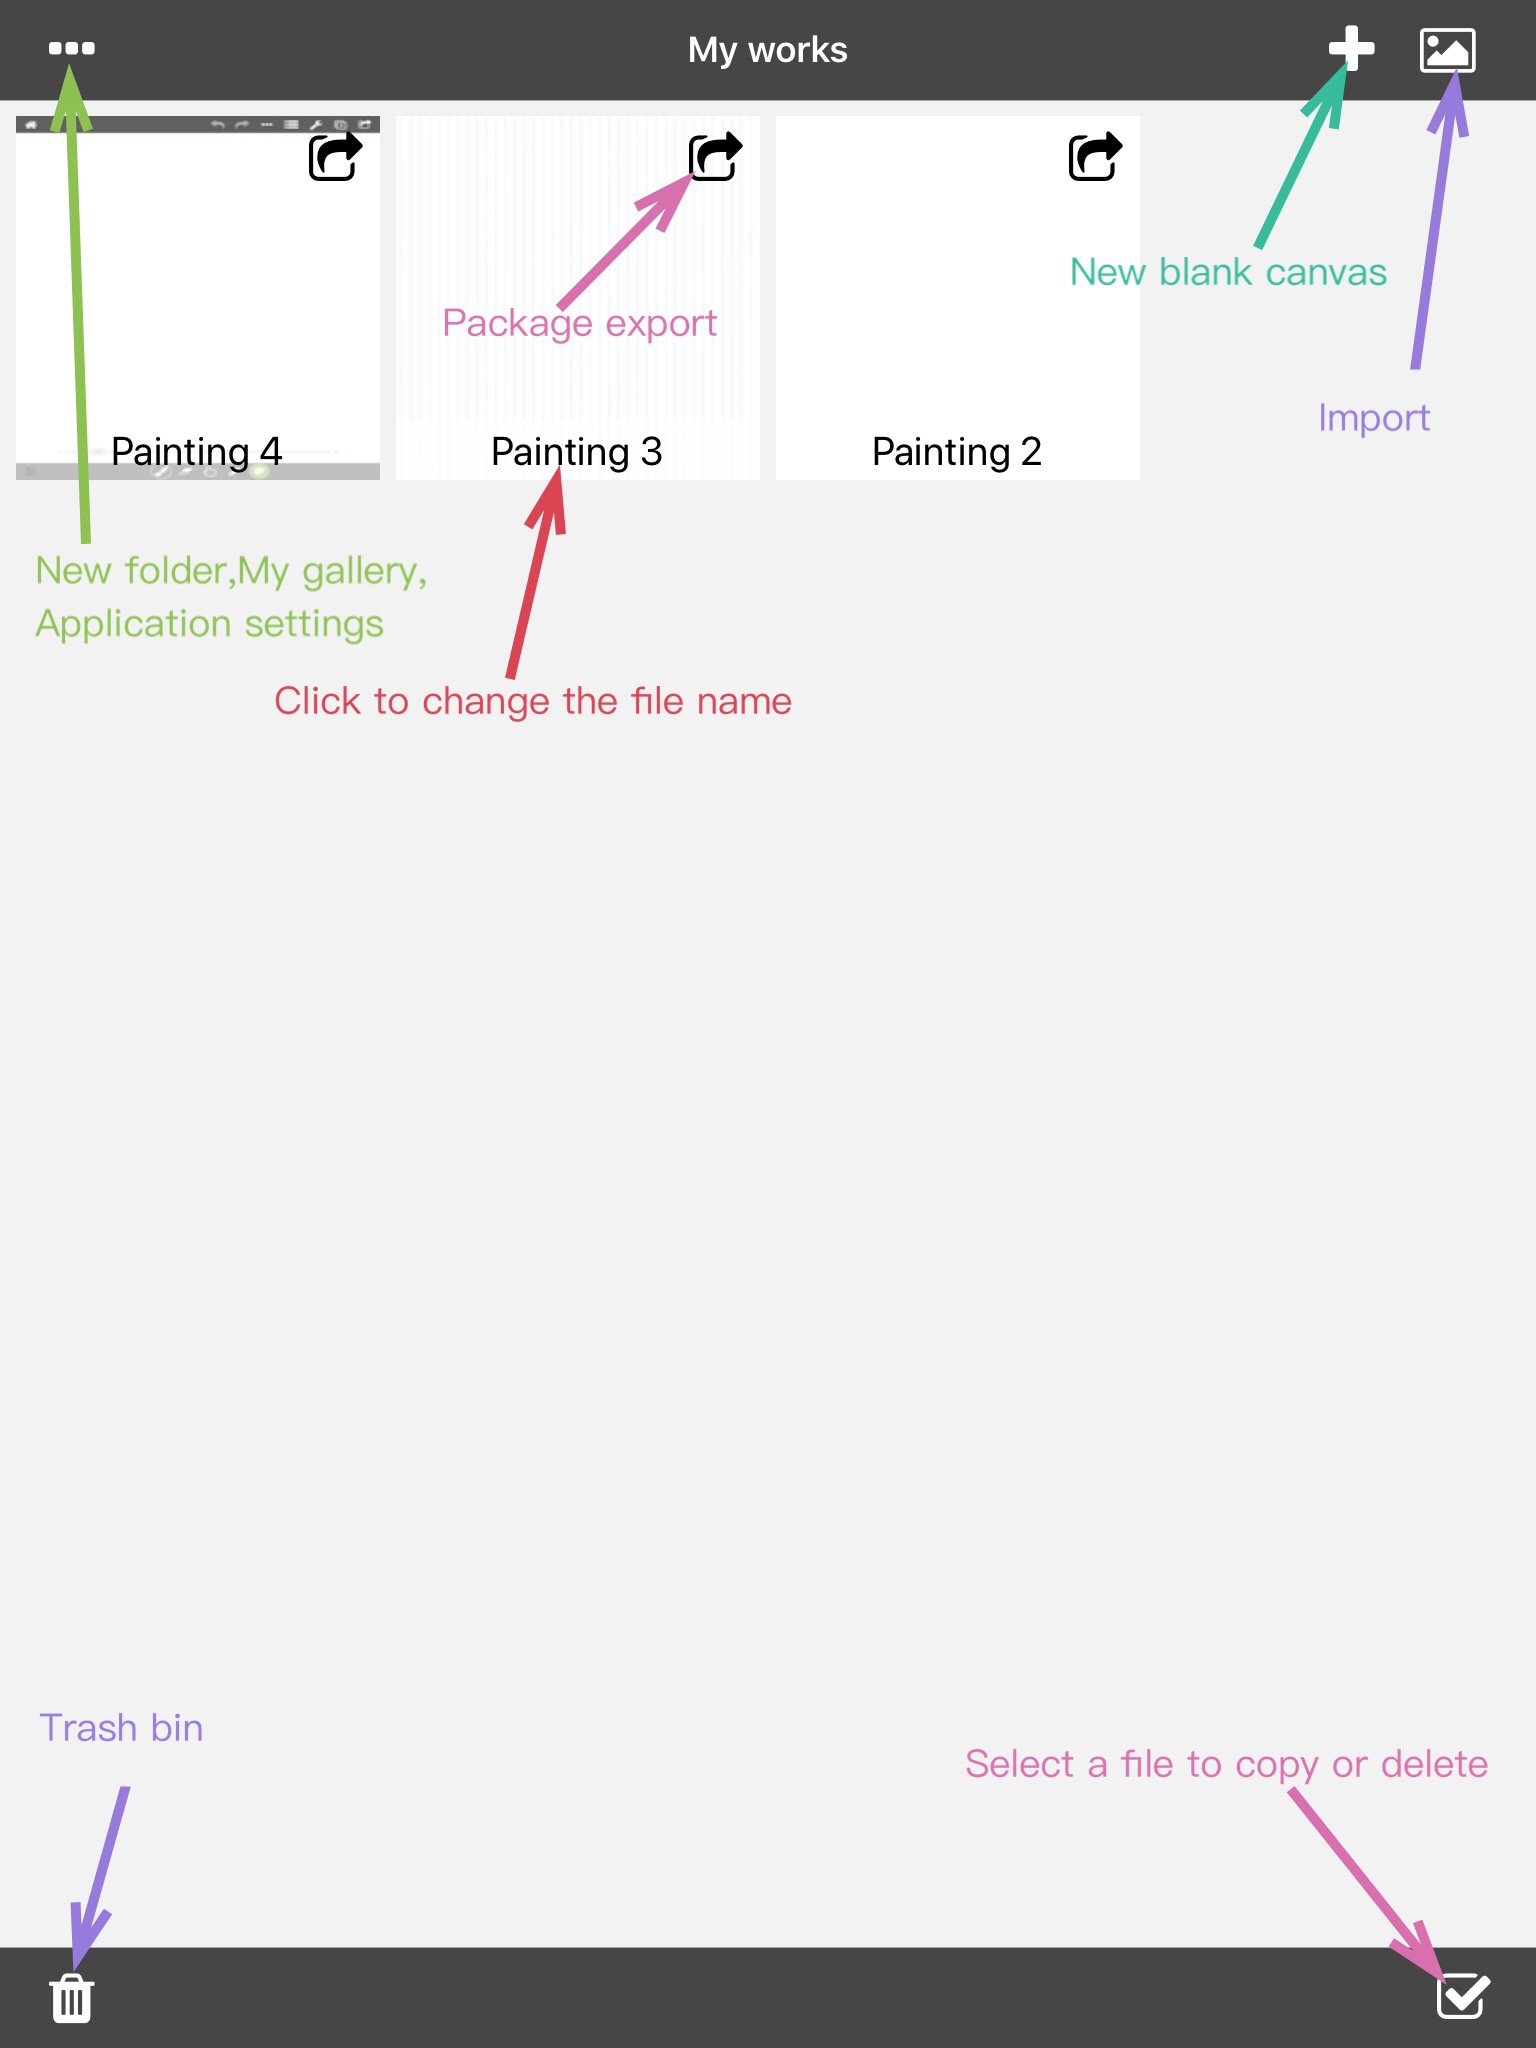 My works
New blank canvas
Package export
Import
Painting 4
Painting 3
Painting 2
New folder,My gallery,
Application settings
Click to change the file name
Trash bin
Select a file to copy or delete